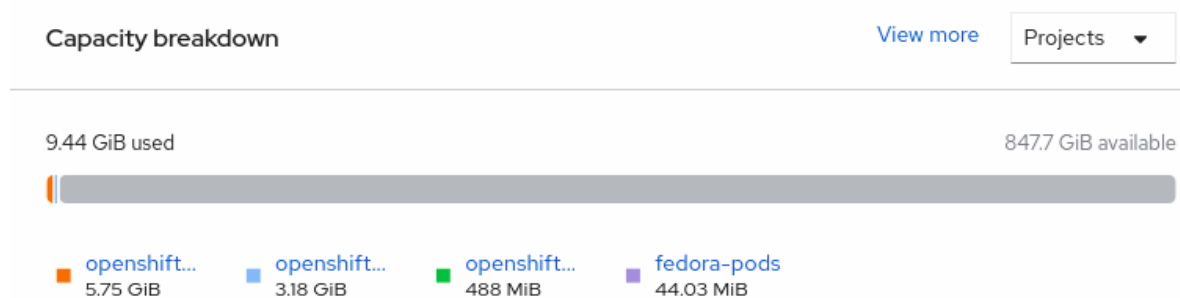 Capacity breakdown
View more
Projects
9.44 GiB used
847.7 GiB available
openshift...
5.75 GiB
openshift...
3.18 GiB
openshift...
488 MiB
fedora-pods
44.03 MiB